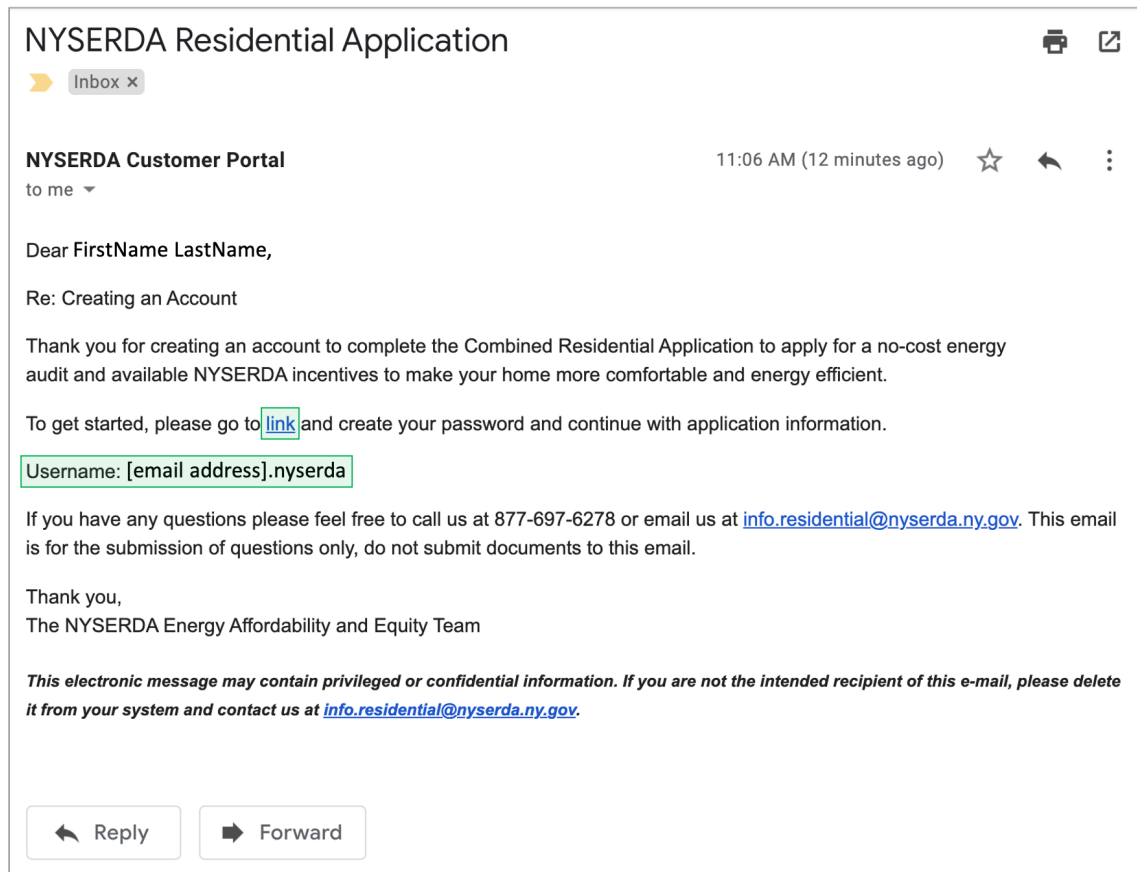 NYSERDA Residential Application
Inbox ×
NYSERDA Customer Portal
11:06 AM (12 minutes ago)
to me
Dear FirstName LastName,
Re: Creating an Account
Thank you for creating an account to complete the Combined Residential Application to apply for a no-cost energy
audit and available NYSERDA incentives to make your home more comfortable and energy efficient.
To get started, please go to link and create your password and continue with application information.
Username: [email address].nyserda
If you have any questions please feel free to call us at 877-697-6278 or email us at info.residential@nyserda.ny.gov. This email
is for the submission of questions only, do not submit documents to this email.
Thank you,
The NYSERDA Energy Affordability and Equity Team
This electronic message may contain privileged or confidential information. If you are not the intended recipient of this e-mail, please delete
it from your system and contact us at info.residential@nyserda.ny.gov.
Reply
Forward